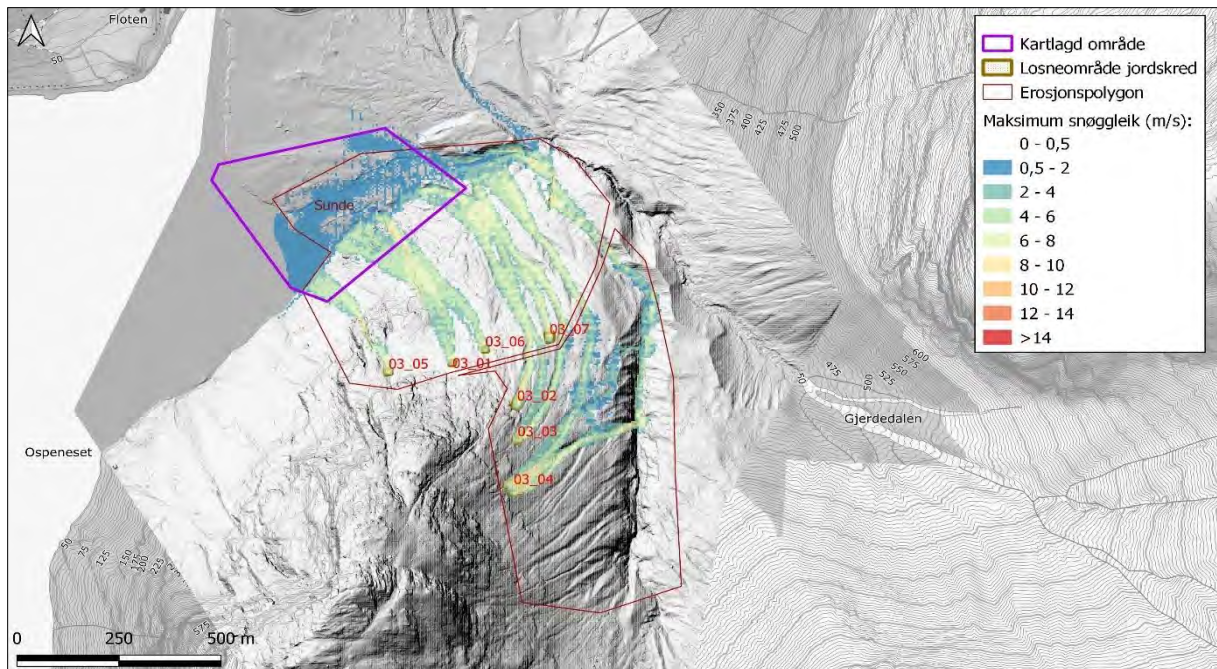 Floten
50
Kartlagd område
Losneområde jordskred
Erosjonspolygon
Maksimum snøggleik (m/s):
0 - 0,5
0,5 - 2
2 - 4
4 - 6
6 - 8
8 - 10
10 - 12
12 - 14
>14
350
375
400
425
475
500
Sunde
03_07
03_06
03_05
03_01
03_02
03_03
03_04
600
575
550
525
500
475
50
Gjerdedalen
Ospeneset
50
75
125
150
175
200
225
575
0 250 500 m